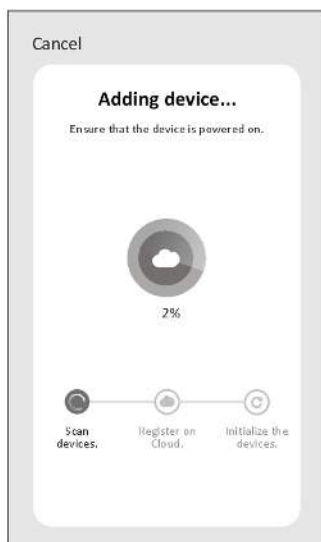 Cancel
Adding device...
Ensure that the device is powered on.
2%
Scan
devices.
Register on
Cloud.
Initialize the
devices.